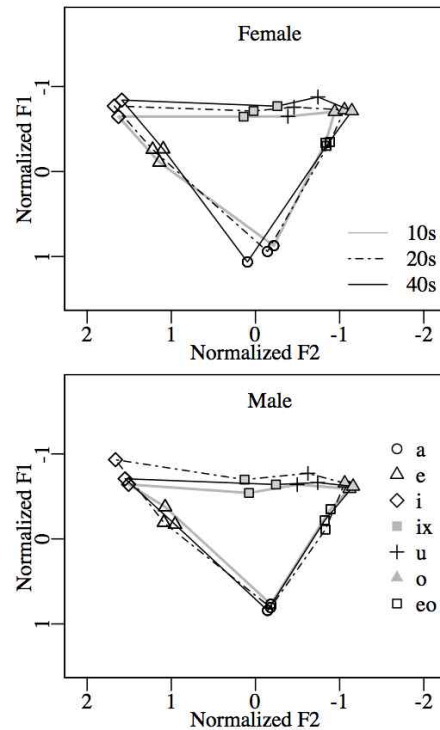 Female
-1
0
1
Normalized F1
10s
20s
40s
2 1 0 -1 -2
Normalized F2
Male
-1
0
1
Normalized F1
a
e
i
ix
u
o
eo
2 1 0 -1 -2
Normalized F2